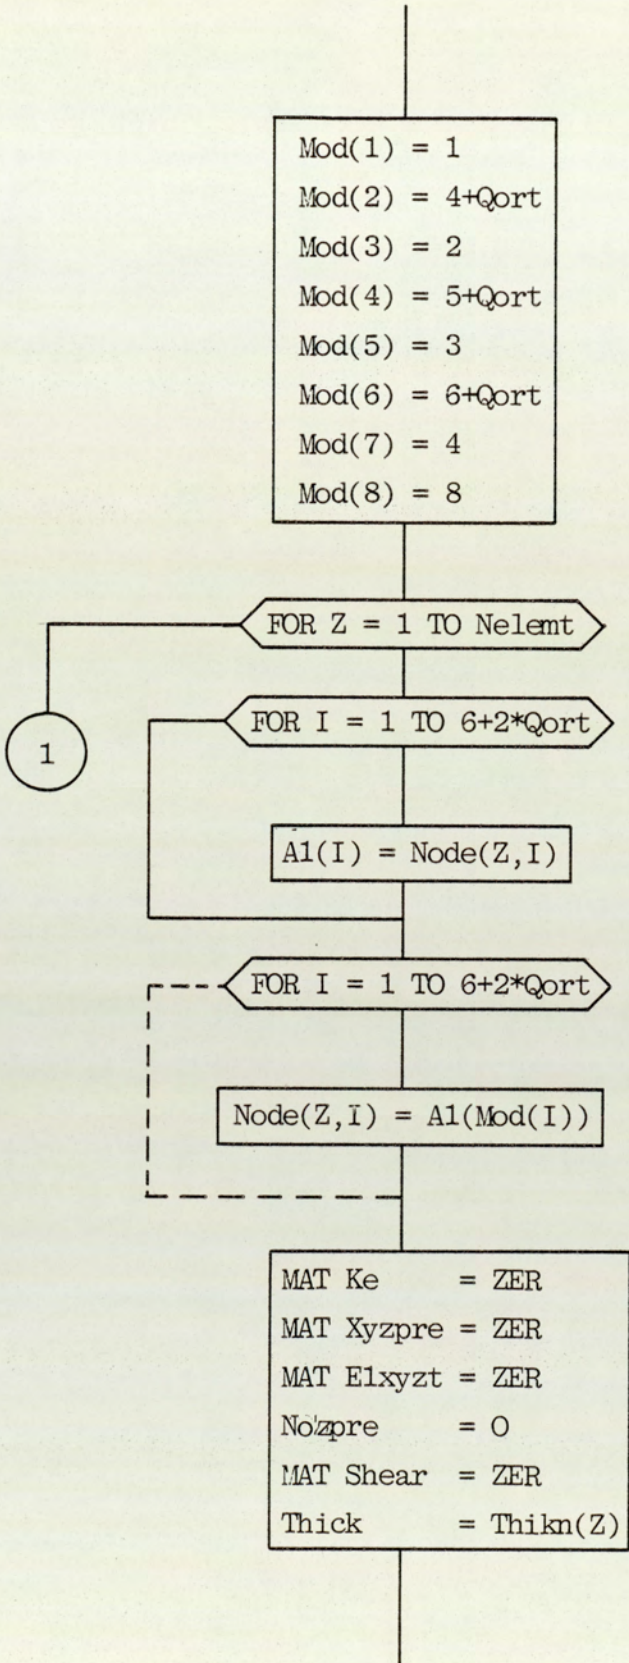 Mod(1) = 1
Mod(2) = 4+Qort
Mod(3) = 2
Mod(4) = 5+Qort
Mod(5) = 3
Mod(6) = 6+Qort
Mod(7) = 4
Mod(8) = 8
FOR Z = 1 TO Nelemt
1
FOR I = 1 TO 6+2*Qort
A1(I) = Node(Z,I)
FOR I = 1 TO 6+2*Qort
Node(Z,I) = A1(Mod(I))
MAT Ke = ZER
MAT Xyzpre = ZER
MAT E1xyzt = ZER
No'zpre = O
MAT Shear = ZER
Thick = Thikn(Z)